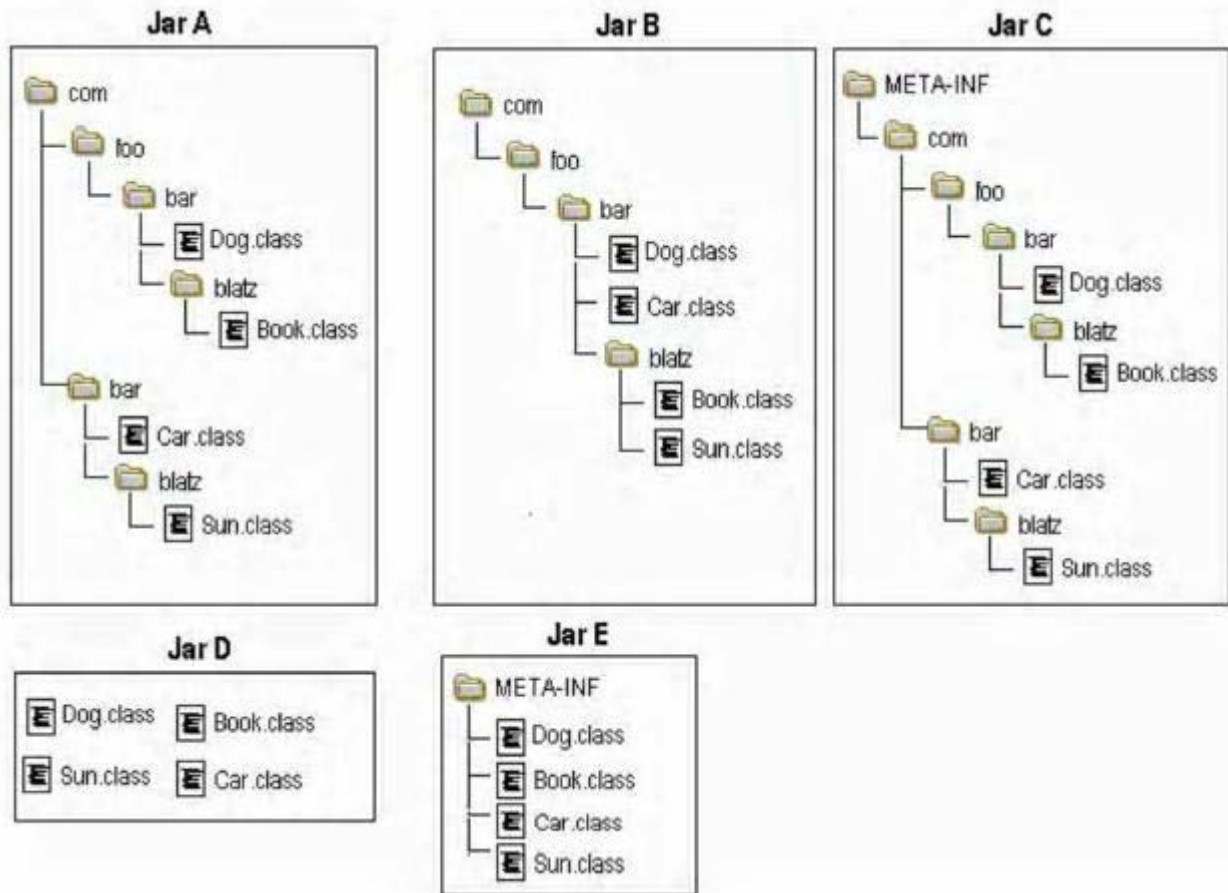 Jar A
com
foo
bar
Dog.class
blatz
Book.class
bar
Car.class
blatz
Sun.class
Jar B
com
foo
bar
Dog.class
Car.class
blatz
Book.class
Sun.class
Jar C
META-INF
com
foo
bar
Dog.class
blatz
Book.class
bar
Car.class
blatz
Sun.class
Jar D
Dog.class
Book.class
Sun.class
Car.class
Jar E
META-INF
Dog.class
Book.class
Car.class
Sun.class